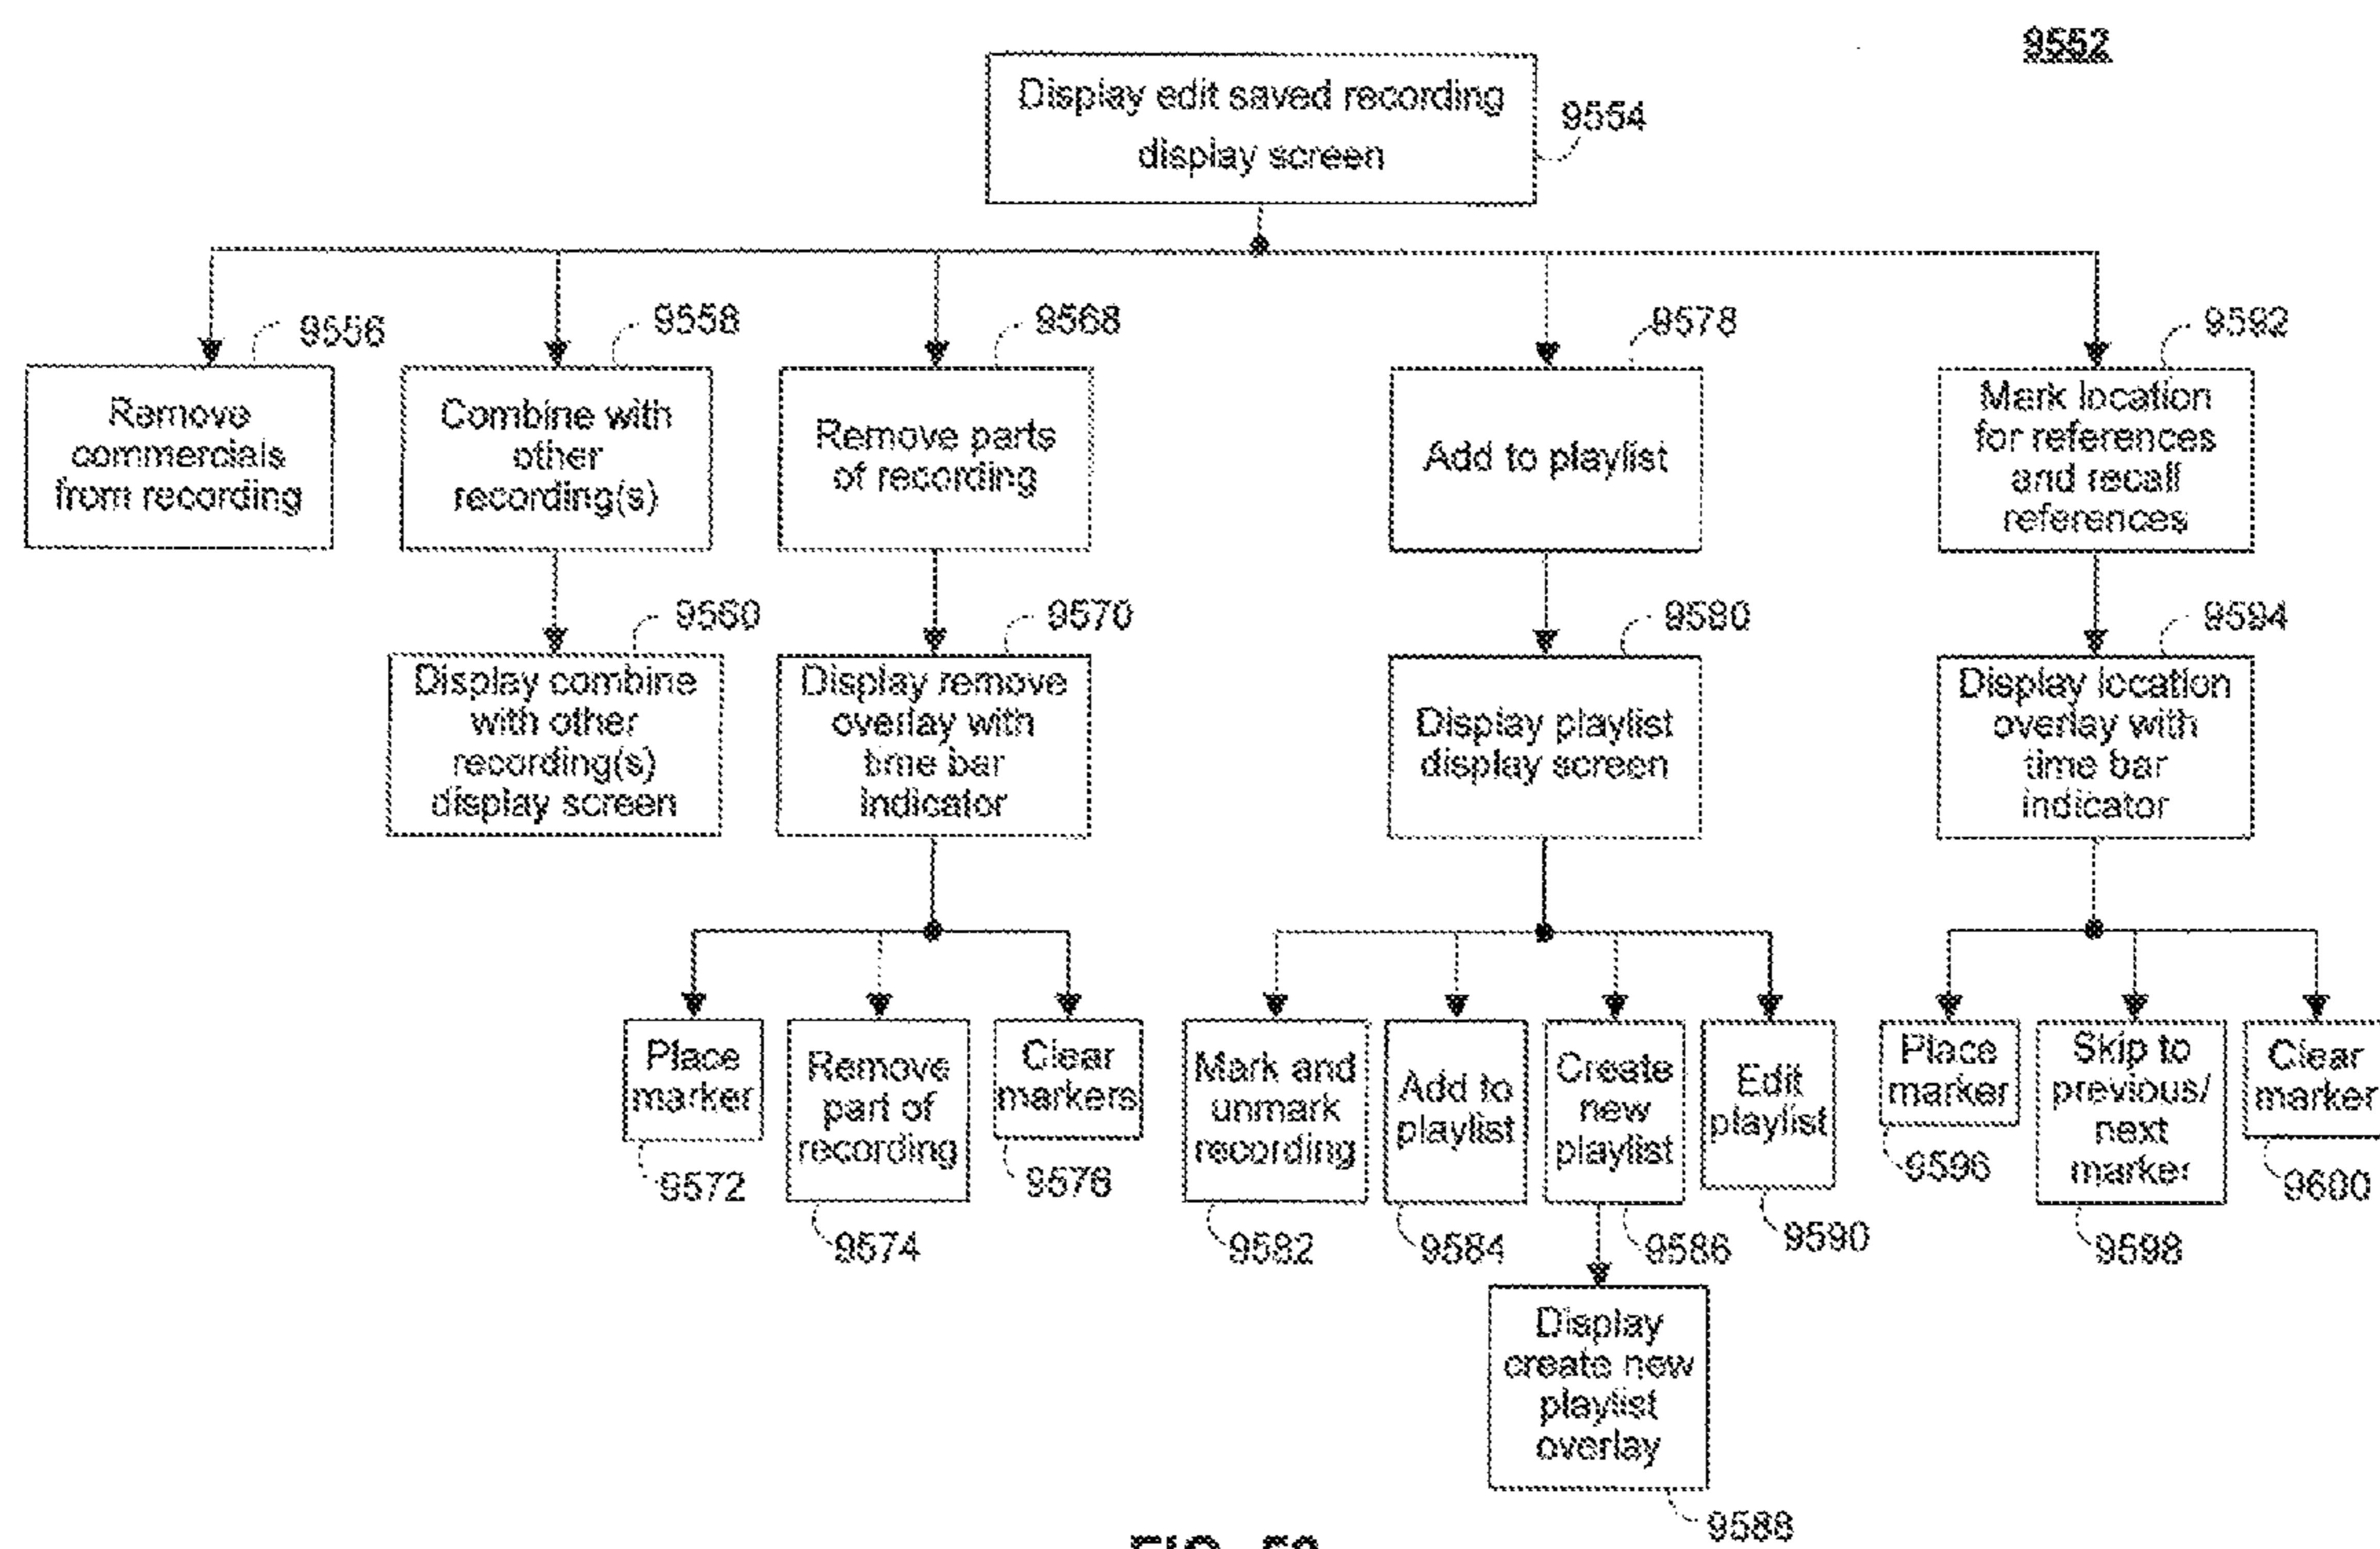 9552
Display edit saved recording
display screen
9554
9556
9558
9568
9578
9592
Remove
commercials
from recording
Combine with
other
recording(s)
Remove parts
of recording
Add to playlist
Mark location
for references
and recall
references
9560
9570
9580
9594
Display combine
with other
recording(s)
display screen
Display remove
overlay with
time bar
indicator
Display playlist
display screen
Display location
overlay with
time bar
indicator
Place
marker
Remove
part of
recording
Clear
markers
Mark and
unmark
recording
Add to
playlist
Create
new
playlist
Edit
playlist
Place
marker
Skip to
previous/
next
marker
Clear
marker
9572
9574
9576
9582
9584
9586
9590
9596
9598
9600
Display
create new
playlist
overlay
9588